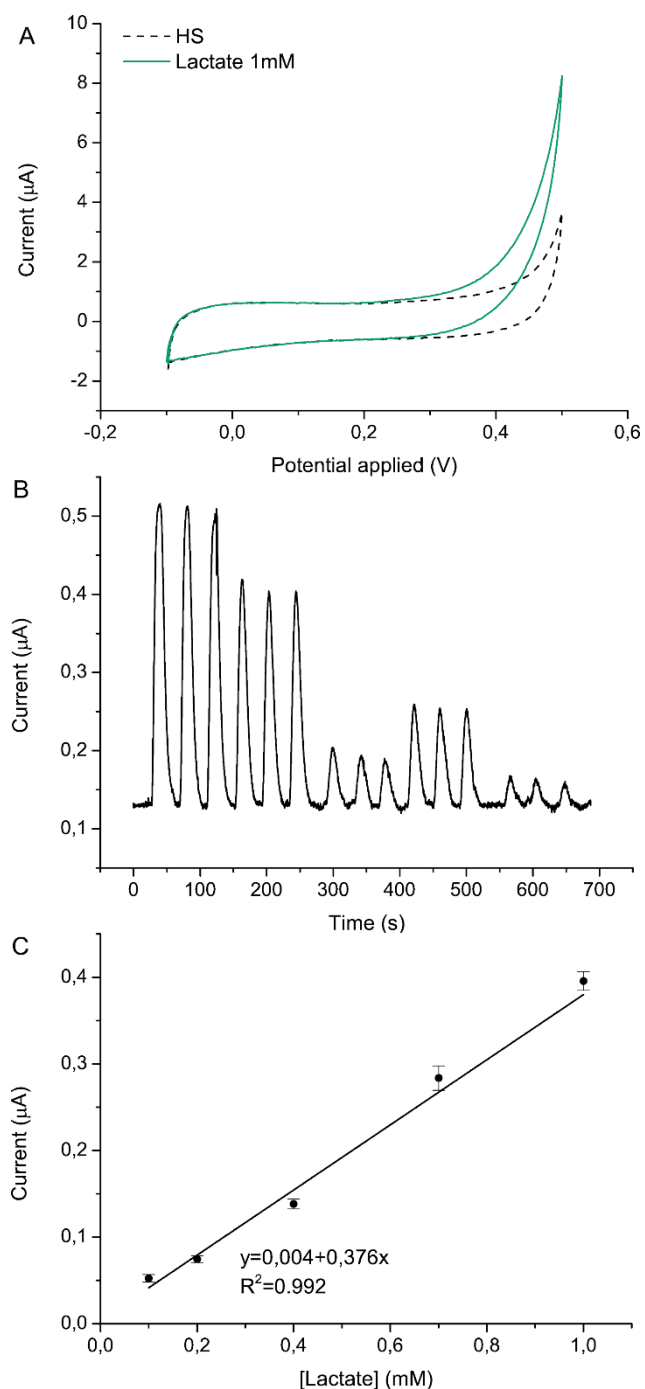 A
HS
Lactate 1mM
10
8
6
4
2
0
-2
Current (μA)
-0,2 0,0 0,2 0,4 0,6
Potential applied (V)
B
0,5
0,4
0,3
0,2
0,1
Current (μA)
0 100 200 300 400 500 600 700
Time (s)
C
0,4
0,3
0,2
0,1
0,0
Current (μA)
y=0,004+0,376x
R²=0.992
0,0 0,2 0,4 0,6 0,8 1,0
[Lactate] (mM)